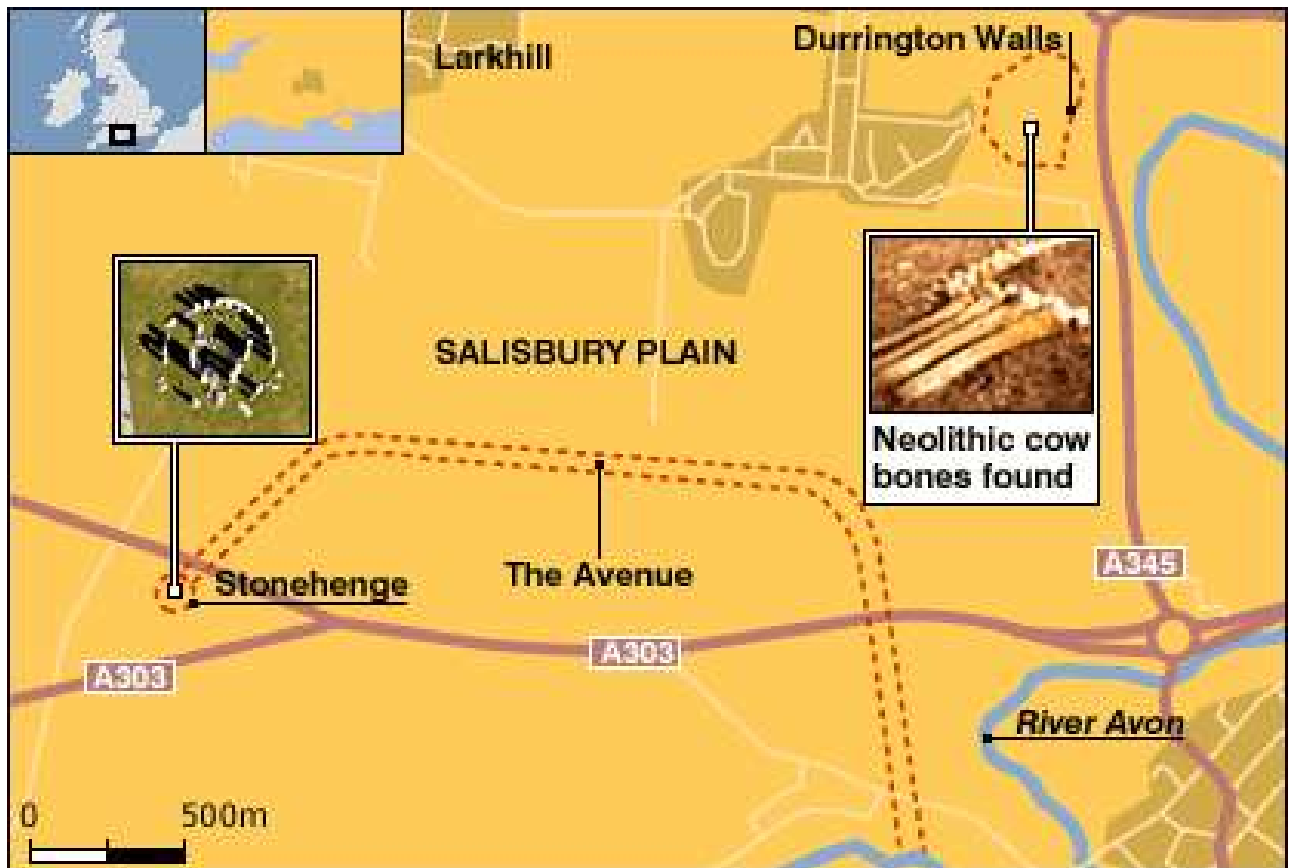 Larkhill
Durrington Walls
SALISBURY PLAIN
Neolithic cow
bones found
The Avenue
Stonehenge
A345
A303
A303
River Avon
0 500m